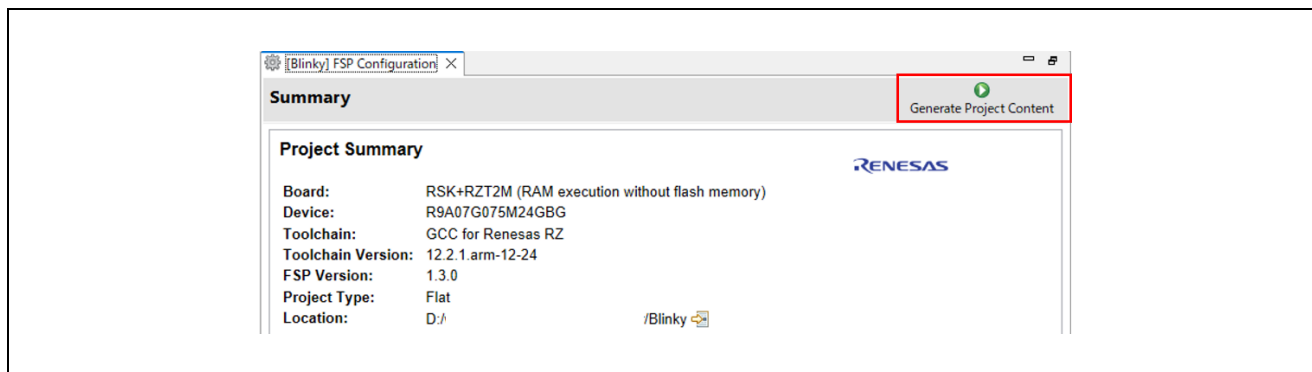 [Blinky] FSP Configuration
Summary
Generate Project Content
Project Summary
RENESAS
Board: RSK+RZT2M (RAM execution without flash memory)
Device: R9A07G075M24GBG
Toolchain: GCC for Renesas RZ
Toolchain Version: 12.2.1.arm-12-24
FSP Version: 1.3.0
Project Type: Flat
Location: D:/ /Blinky